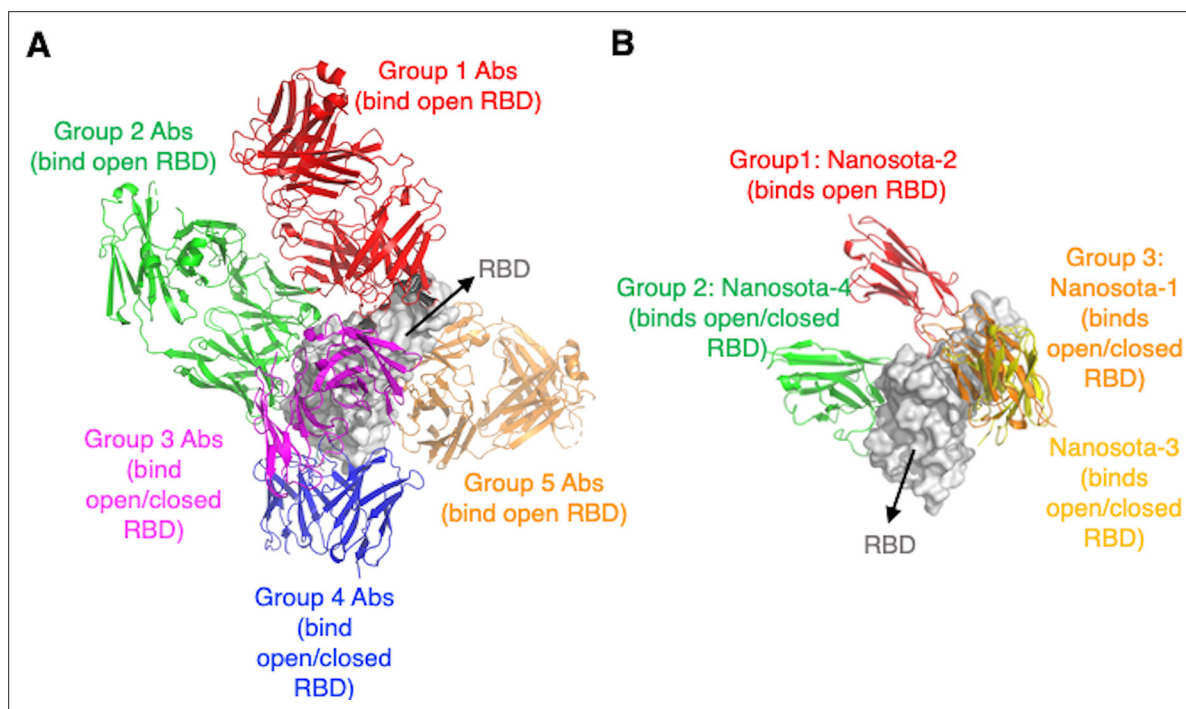 A
Group 1 Abs
(bind open RBD)
Group 2 Abs
(bind open RBD)
RBD
Group 3 Abs
(bind
open/closed
RBD)
Group 5 Abs
(bind open RBD)
Group 4 Abs
(bind
open/closed
RBD)
B
Group1: Nanosota-2
(binds open RBD)
Group 2: Nanosota-4
(binds open/closed
RBD)
Group 3:
Nanosota-1
(binds
open/closed
RBD)
Nanosota-3
(binds
open/closed
RBD)
RBD